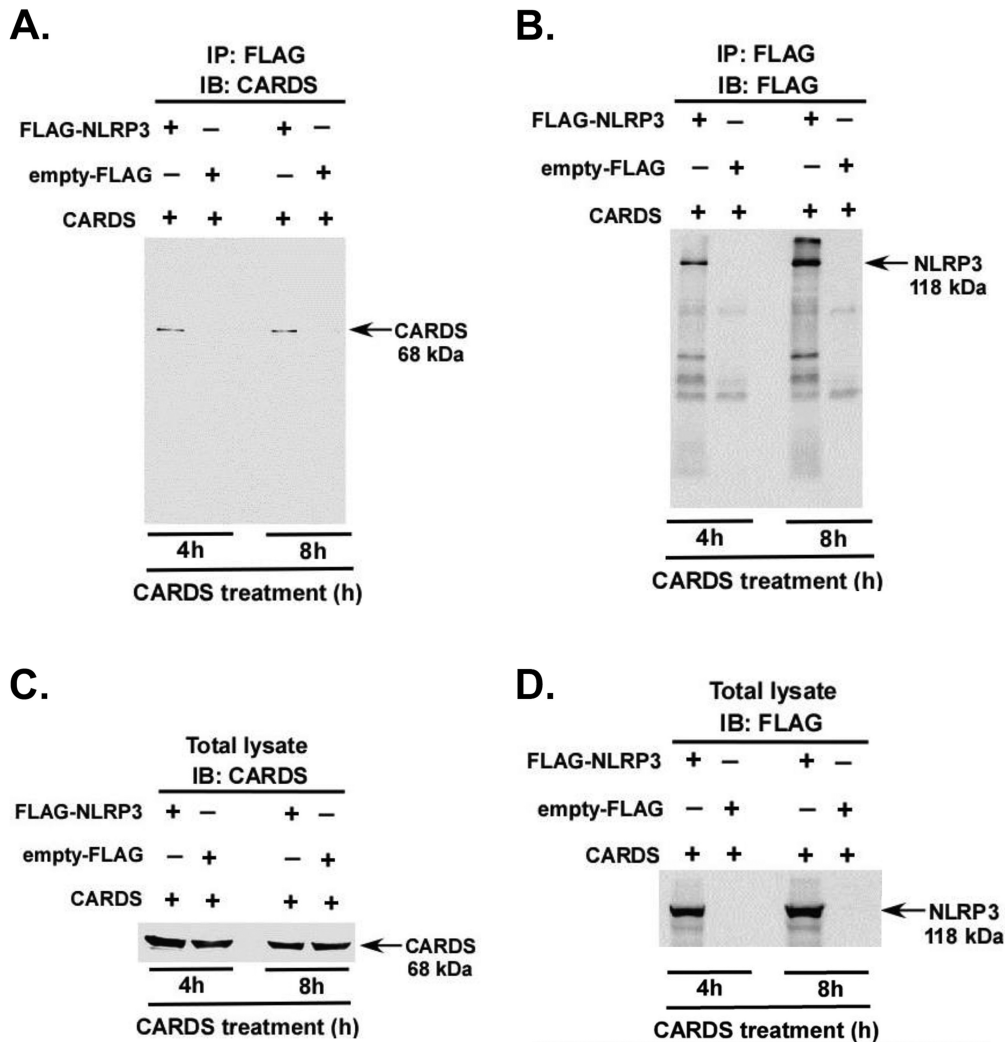 A.
IP: FLAG
IB: CARDS
FLAG-NLRP3 + – + –
empty-FLAG – + – +
CARDS + + + +
CARDS
68 kDa
4h 8h
CARDS treatment (h)
B.
IP: FLAG
IB: FLAG
FLAG-NLRP3 + – + –
empty-FLAG – + – +
CARDS + + + +
NLRP3
118 kDa
4h 8h
CARDS treatment (h)
C.
Total lysate
IB: CARDS
FLAG-NLRP3 + – + –
empty-FLAG – + – +
CARDS + + + +
CARDS
68 kDa
4h 8h
CARDS treatment (h)
D.
Total lysate
IB: FLAG
FLAG-NLRP3 + – + –
empty-FLAG – + – +
CARDS + + + +
NLRP3
118 kDa
4h 8h
CARDS treatment (h)